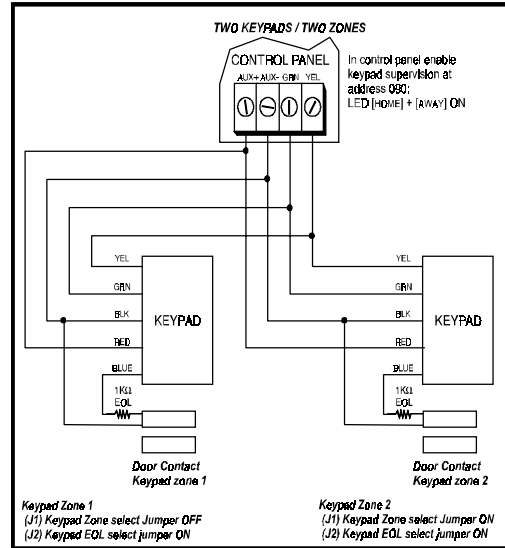 TWO KEYPADS / TWO ZONES
CONTROL PANEL
AUX+ AUX- GRN YEL
In control panel enable
keypad supervision at
address 090:
LED [HOME] + [AWAY] ON
YEL
GRN
BLK
RED
BLUE
KEYPAD
1KΩ
EOL
Door Contact
Keypad zone 1
YEL
GRN
BLK
RED
BLUE
KEYPAD
1KΩ
EOL
Door Contact
Keypad zone 2
Keypad Zone 1
(J1) Keypad Zone select Jumper OFF
(J2) Keypad EOL select jumper ON
Keypad Zone 2
(J1) Keypad Zone select Jumper ON
(J2) Keypad EOL select jumper ON